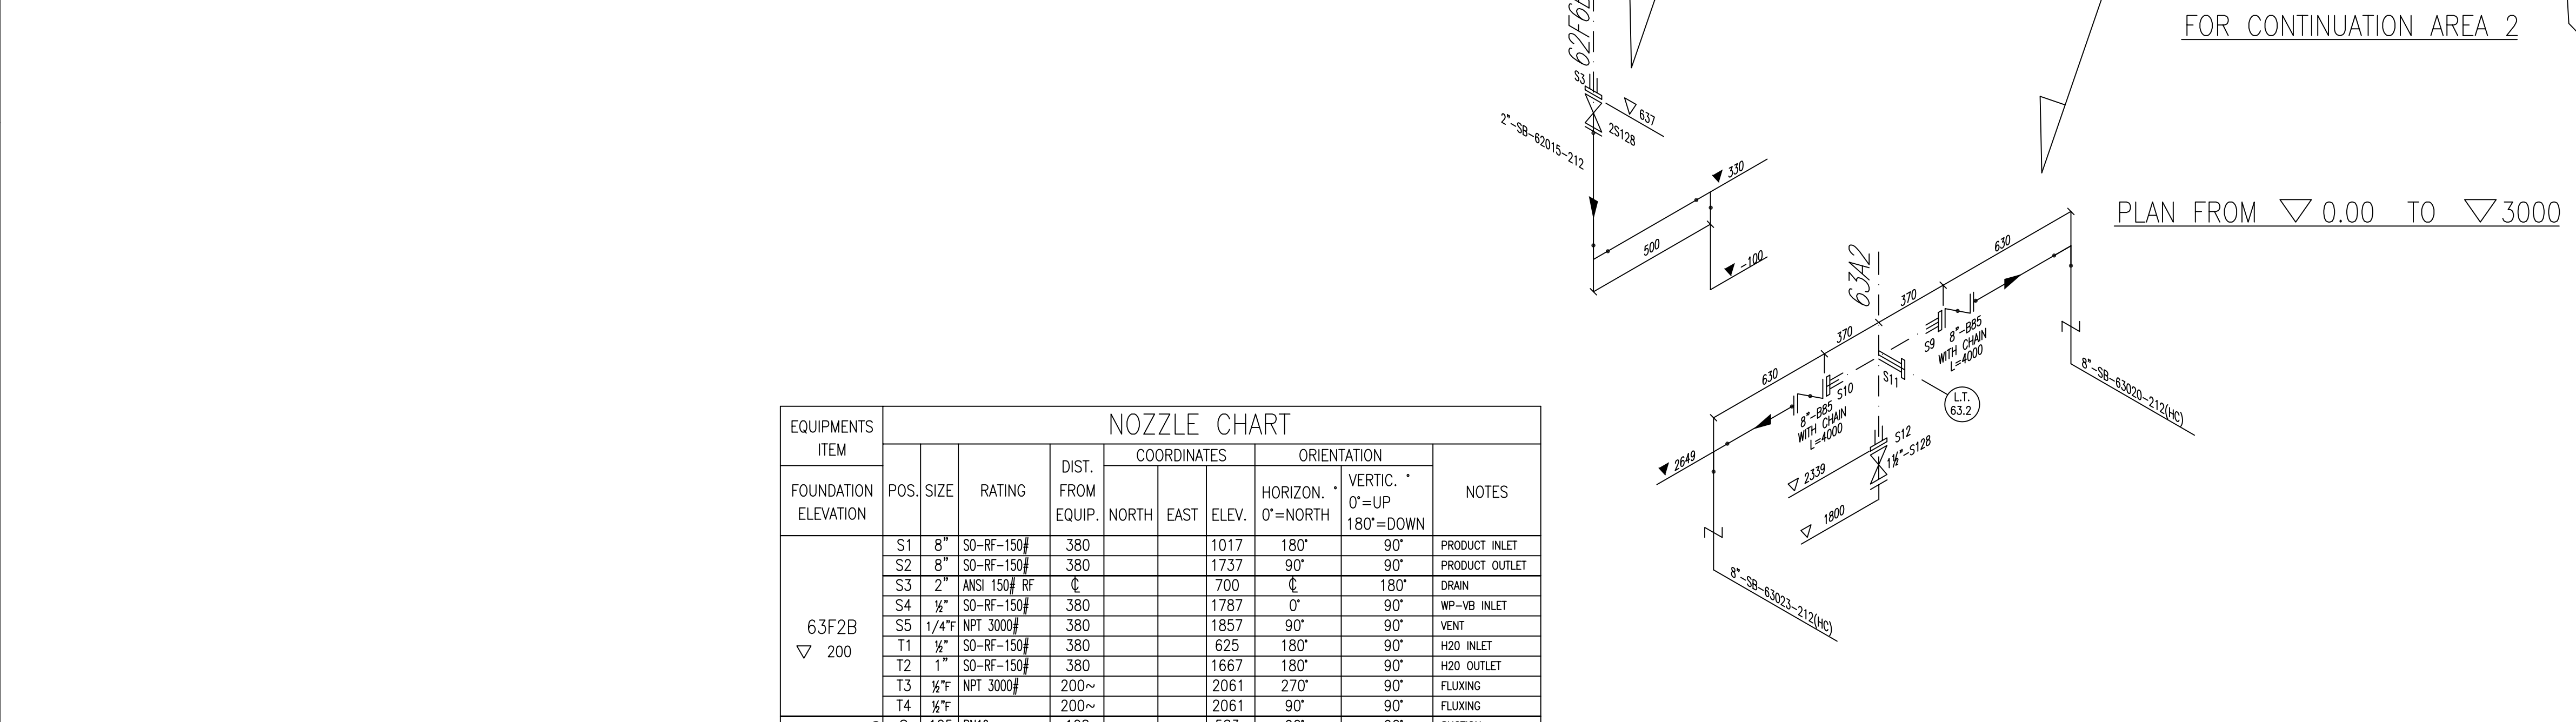 FOR CONTINUATION AREA 2
S3
637
2S128
2"-SB-62015-212
330
500
-100
PLAN FROM ▽ 0.00 TO ▽ 3000
63A2
630
370
370
630
S9 8"-B85
WITH CHAIN
L=4000
S10 8"-B85
WITH CHAIN
L=4000
S11
L.T.
63.2
8"-SB-63020-212(HC)
S12
1½"-S128
2649
2339
1800
8"-SB-63023-212(HC)
EQUIPMENTS ITEM NOZZLE CHART
FOUNDATION ELEVATION POS. SIZE RATING DIST. FROM EQUIP. COORDINATES NORTH EAST ELEV. ORIENTATION HORIZON. ° 0°=NORTH VERTIC. ° 0°=UP 180°=DOWN NOTES
63F2B
▽ 200
S1 8" SO-RF-150# 380 1017 180° 90° PRODUCT INLET
S2 8" SO-RF-150# 380 1737 90° 90° PRODUCT OUTLET
S3 2" ANSI 150# RF ℄ 700 ℄ 180° DRAIN
S4 ½" SO-RF-150# 380 1787 0° 90° WP-VB INLET
S5 1/4"F NPT 3000# 380 1857 90° 90° VENT
T1 ½" SO-RF-150# 380 625 180° 90° H20 INLET
T2 1" SO-RF-150# 380 1667 180° 90° H20 OUTLET
T3 ½"F NPT 3000# 200~ 2061 270° 90° FLUXING
T4 ½"F 200~ 2061 90° 90° FLUXING